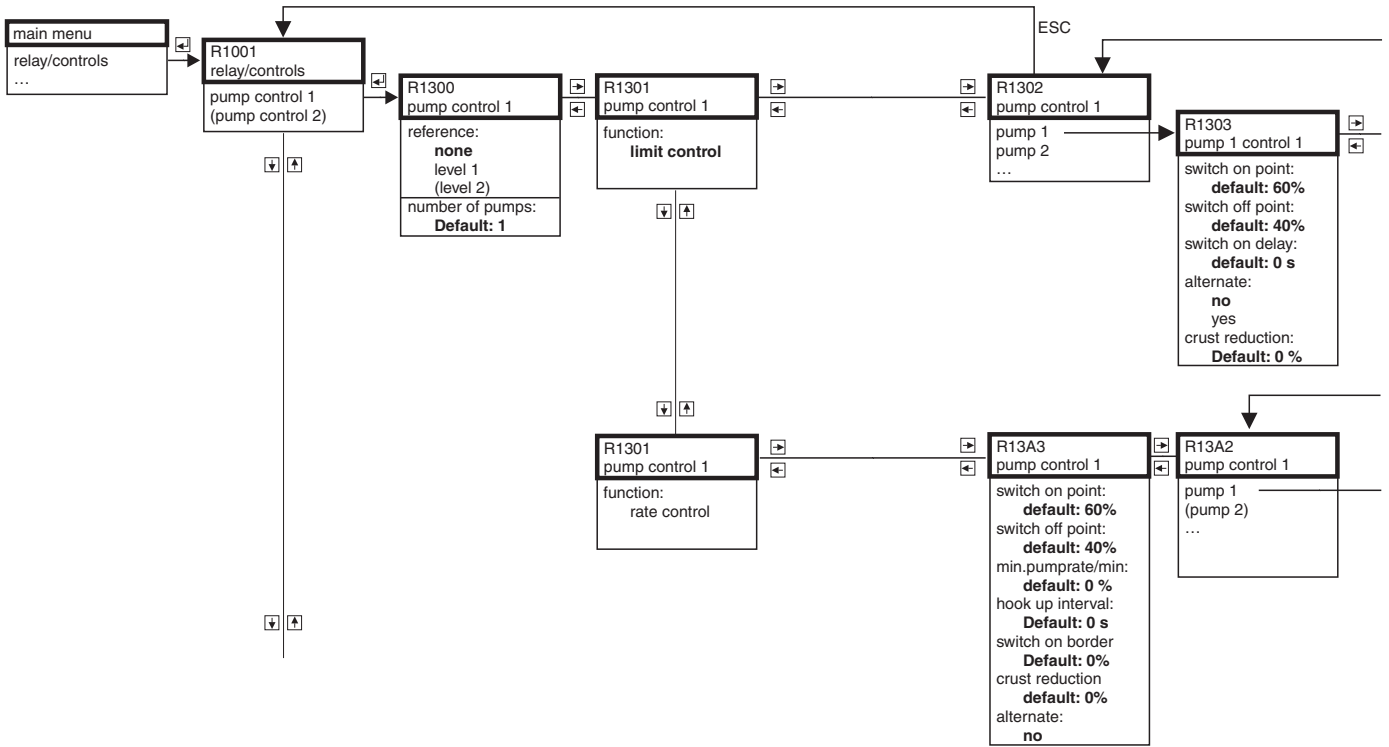 main menu
relay/controls
...
R1001
relay/controls
pump control 1
(pump control 2)
R1300
pump control 1
reference:
none
level 1
(level 2)
number of pumps:
Default: 1
R1301
pump control 1
function:
limit control
ESC
R1302
pump control 1
pump 1
pump 2
...
R1303
pump 1 control 1
switch on point:
default: 60%
switch off point:
default: 40%
switch on delay:
default: 0 s
alternate:
no
yes
crust reduction:
Default: 0 %
R1301
pump control 1
function:
rate control
R13A3
pump control 1
switch on point:
default: 60%
switch off point:
default: 40%
min.pumprate/min:
default: 0 %
hook up interval:
Default: 0 s
switch on border
Default: 0%
crust reduction
default: 0%
alternate:
no
R13A2
pump control 1
pump 1
(pump 2)
...